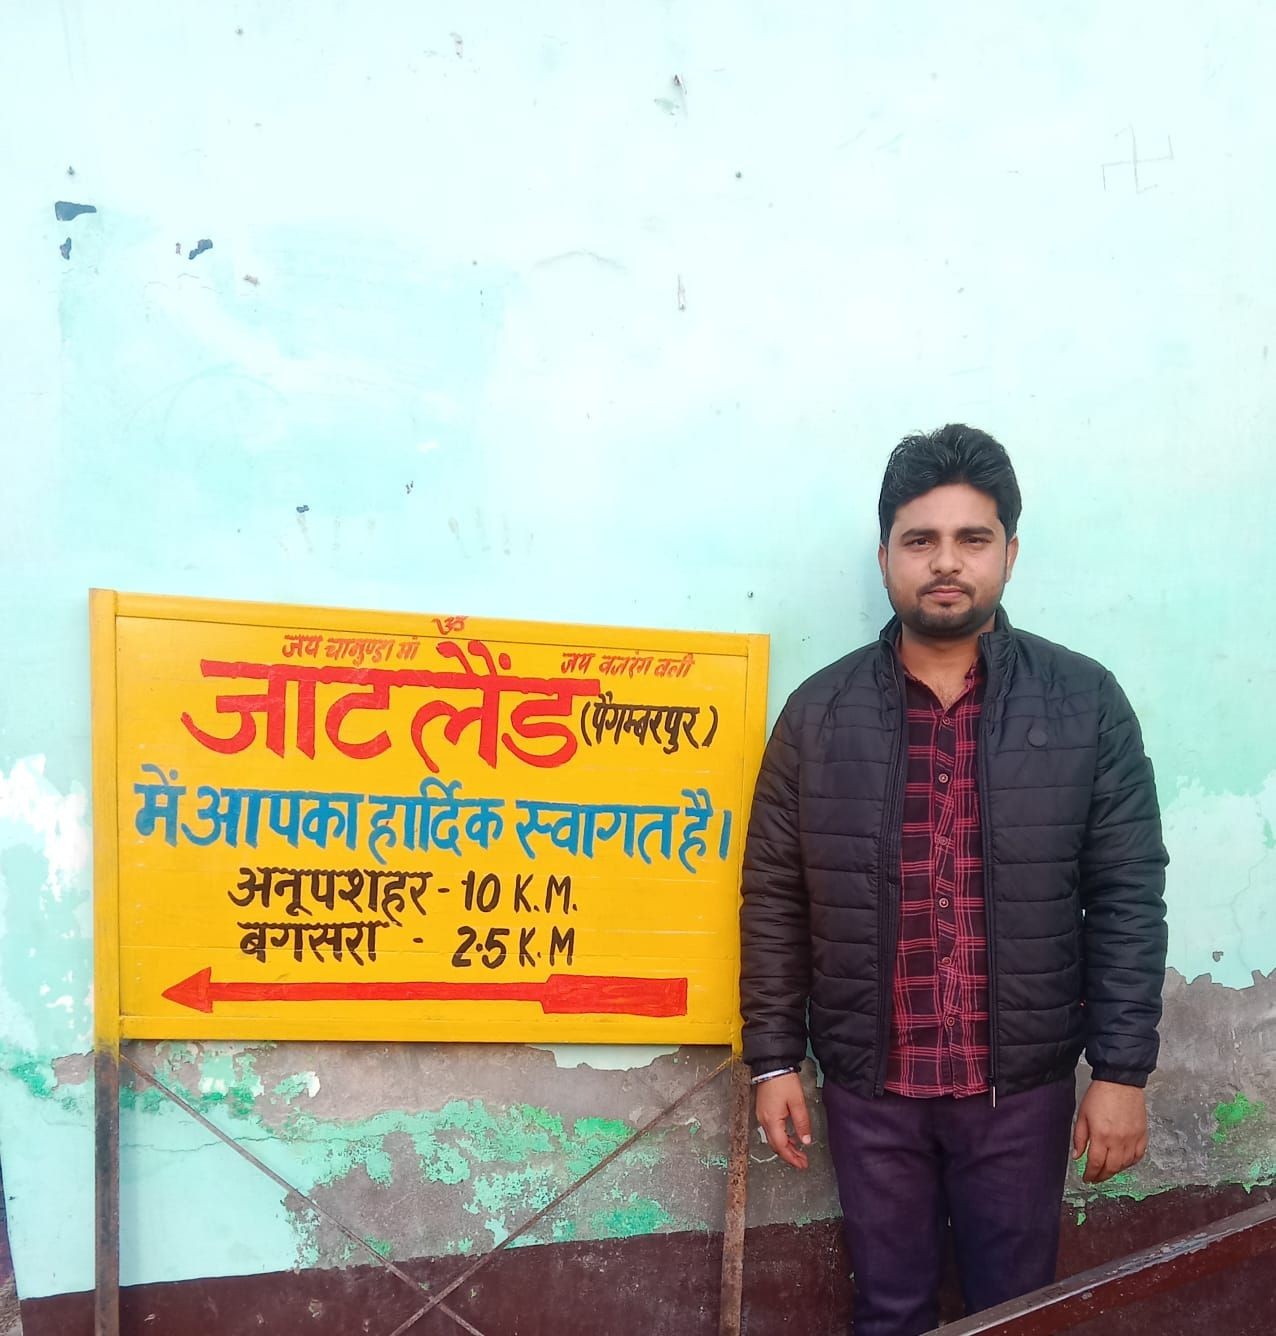 ॐ
जय चामुण्डा मां
जय बजरंग बली
जाट लैंड (पैगम्बरपुर)
में आपका हार्दिक स्वागत है।
अनूपशहर - 10 K.M.
बगसरा - 2.5 K.M